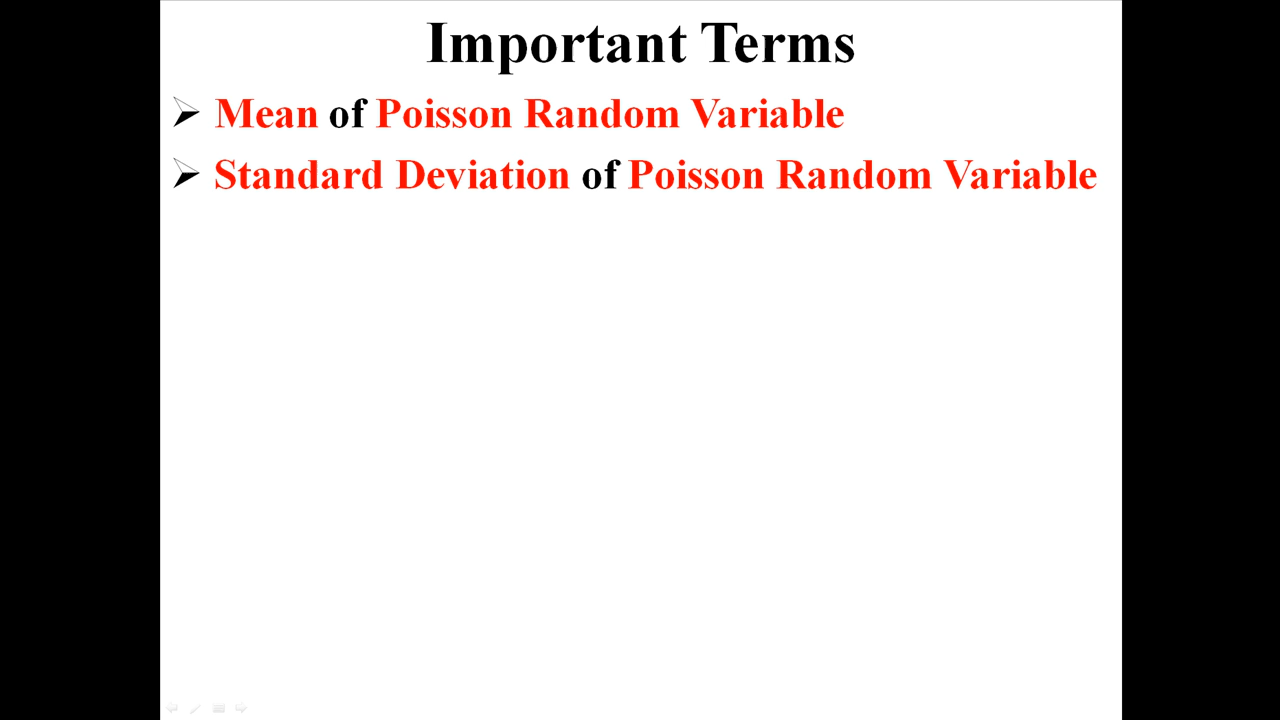 Important Terms
➢ Mean of Poisson Random Variable
➢ Standard Deviation of Poisson Random Variable